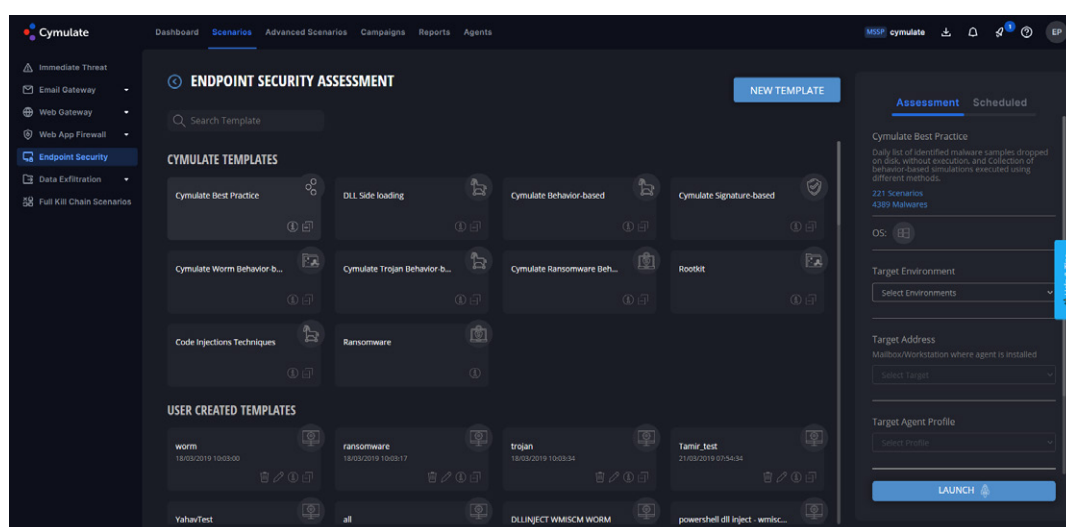 Cymulate
Dashboard Scenarios Advanced Scenarios Campaigns Reports Agents
MSSP cymulate
1
EP
Immediate Threat
Email Gateway
Web Gateway
Web App Firewall
Endpoint Security
Data Exfiltration
Full Kill Chain Scenarios
ENDPOINT SECURITY ASSESSMENT
NEW TEMPLATE
Search Template
CYMULATE TEMPLATES
Cymulate Best Practice
DLL Side loading
Cymulate Behavior-based
Cymulate Signature-based
Cymulate Worm Behavior-b...
Cymulate Trojan Behavior-b...
Cymulate Ransomware Beh...
Rootkit
Code Injections Techniques
Ransomware
USER CREATED TEMPLATES
worm
18/03/2019 10:03:00
ransomware
18/03/2019 10:03:17
trojan
18/03/2019 10:03:34
Tamir_test
21/03/2019 07:54:34
YahavTest
all
DLLINJECT WMISCM WORM
powershell dll inject - wmisc...
Assessment Scheduled
Cymulate Best Practice
Daily list of identified malware samples dropped
on disk, without execution, and Collection of
behavior-based simulations executed using
different methods.
221 Scenarios
4389 Malwares
OS:
Target Environment
Select Environments
Target Address
Mailbox/Workstation where agent is installed
Select Target
Target Agent Profile
Select Profile
LAUNCH